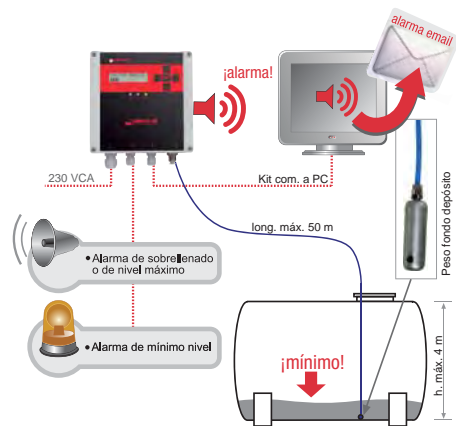 alarma email
¡alarma!
230 VCA
Kit com. a PC
long. máx. 50 m
Peso fondo depósito
• Alarma de sobrellenado
o de nivel máximo
• Alarma de mínimo nivel
¡mínimo!
h. máx. 4 m